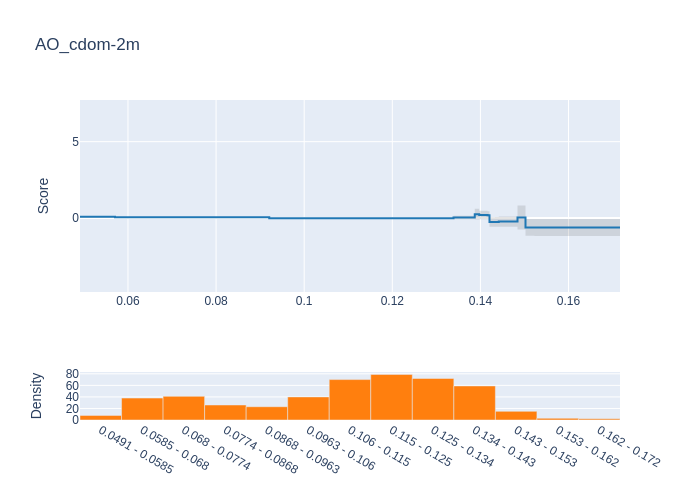 AO_cdom-2m
Score
5
0
0.06 0.08 0.1 0.12 0.14 0.16
Density
80
60
40
20
0
0.0491 - 0.0585
0.0585 - 0.068
0.068 - 0.0774
0.0774 - 0.0868
0.0868 - 0.0963
0.0963 - 0.106
0.106 - 0.115
0.115 - 0.125
0.125 - 0.134
0.134 - 0.143
0.143 - 0.153
0.153 - 0.162
0.162 - 0.172